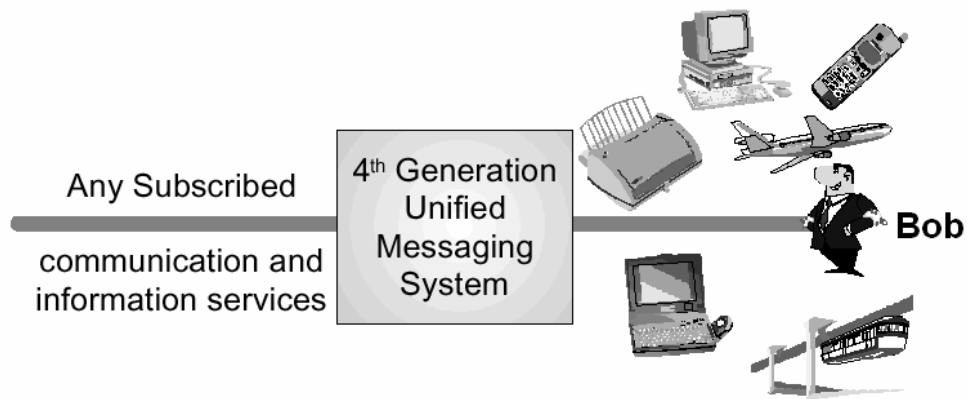 Any Subscribed
communication and
information services
4th Generation
Unified
Messaging
System
Bob